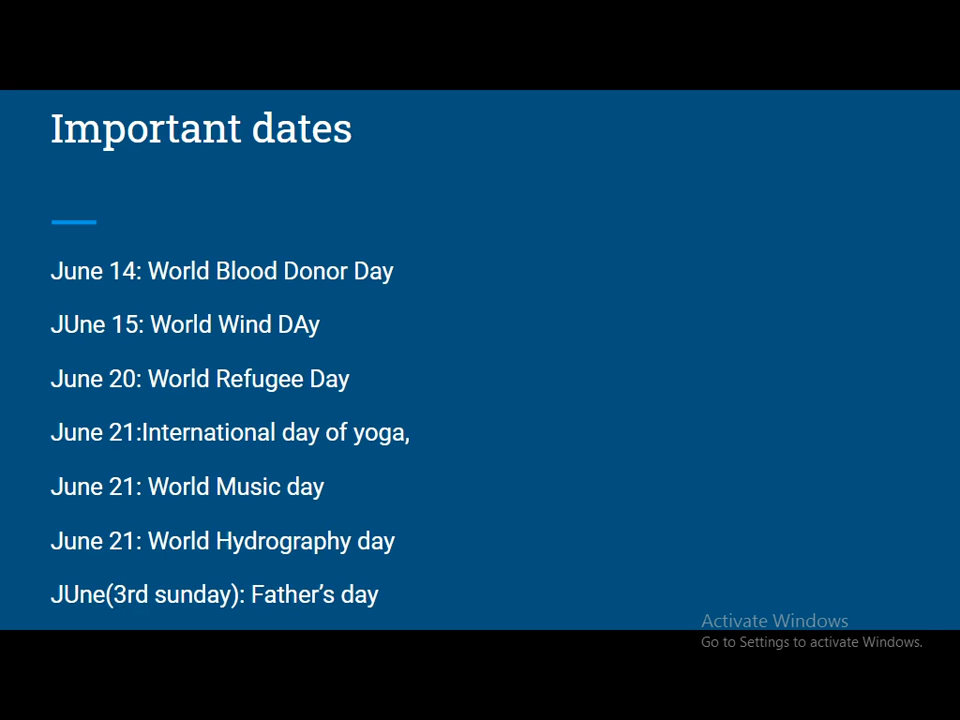 Important dates
June 14: World Blood Donor Day
JUne 15: World Wind DAy
June 20: World Refugee Day
June 21:International day of yoga,
June 21: World Music day
June 21: World Hydrography day
JUne(3rd sunday): Father’s day
Activate Windows
Go to Settings to activate Windows.